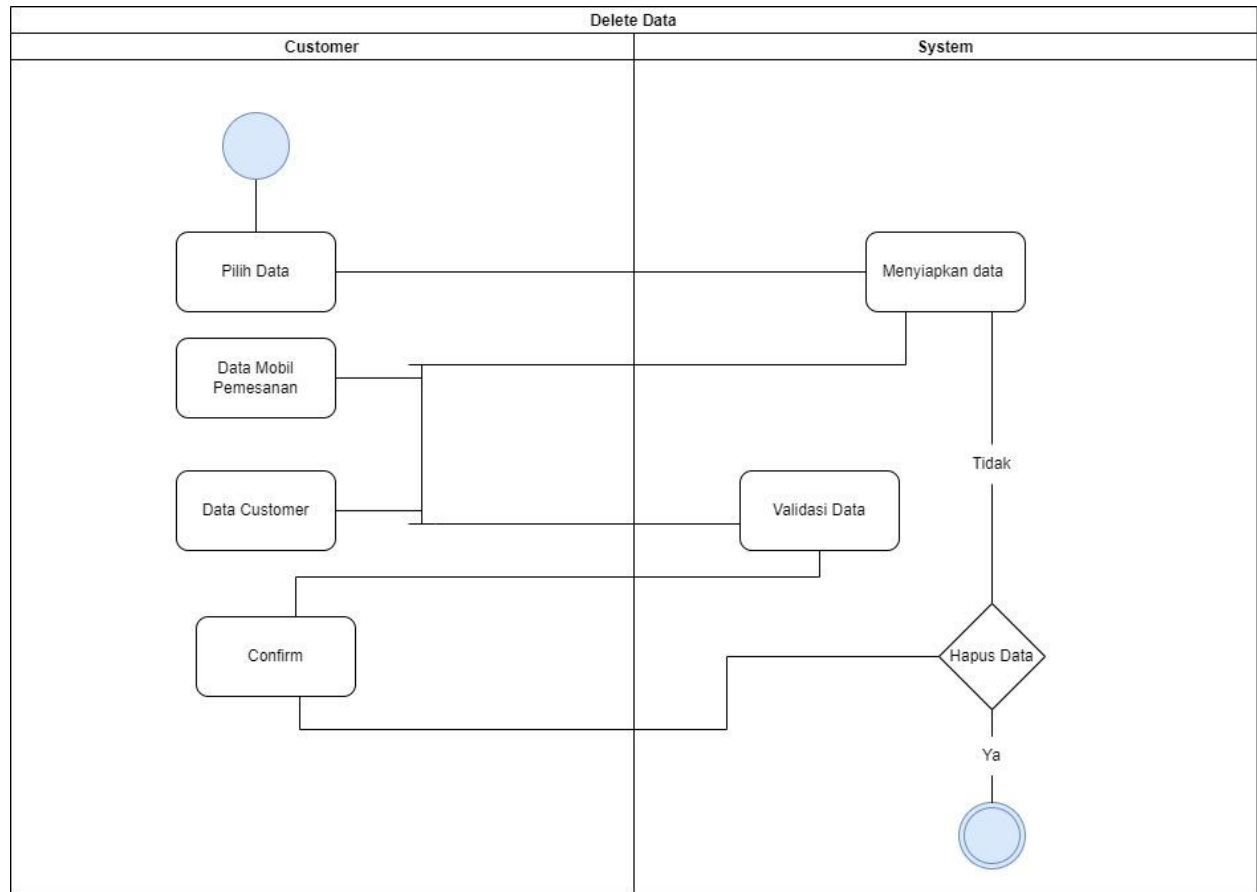 Delete Data
Customer
System
Pilih Data
Menyiapkan data
Data Mobil
Pemesanan
Tidak
Data Customer
Validasi Data
Confirm
Hapus Data
Ya